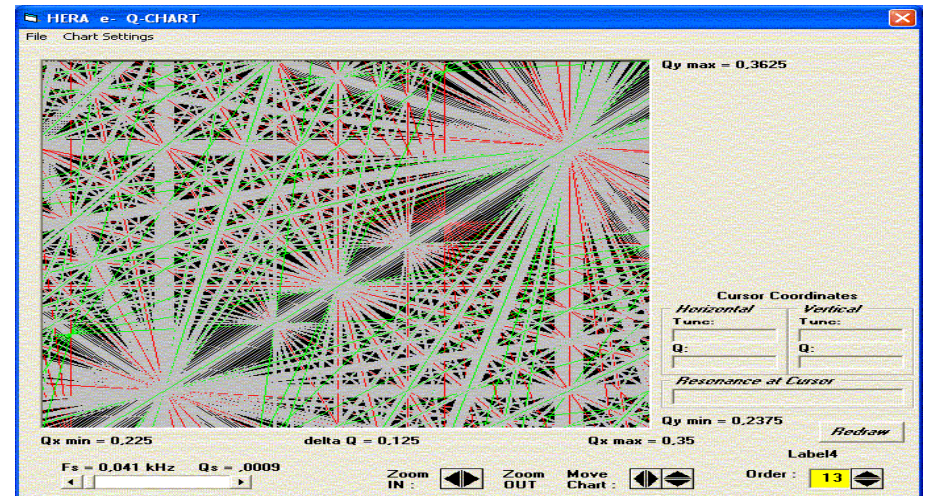 HERA e- Q-CHART
File Chart Settings
Qy max = 0,3625
Cursor Coordinates
Horizontal Vertical
Tune: Tune:
Q: Q:
Resonance at Cursor
Qy min = 0,2375
Redraw
Qx min = 0,225 delta Q = 0,125 Qx max = 0,35
Label4
Fs = 0,041 kHz Qs = ,0009
Zoom IN : Zoom OUT Move Chart : Order : 13